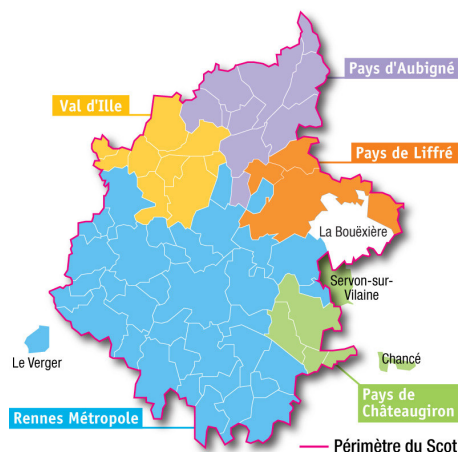 Pays d'Aubigné
Val d'Ille
Pays de Liffré
La Bouëxière
Servon-sur-
Vilaine
Le Verger
Chancé
Pays de
Châteaugiron
Rennes Métropole
Périmètre du Scot